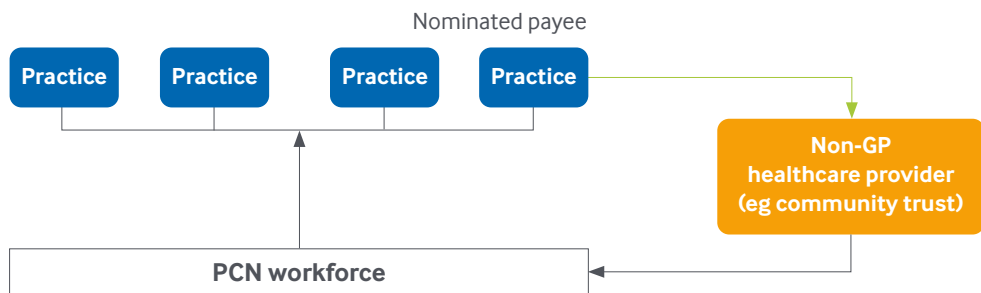 Nominated payee
Practice
Practice
Practice
Practice
Non-GP
healthcare provider
(eg community trust)
PCN workforce